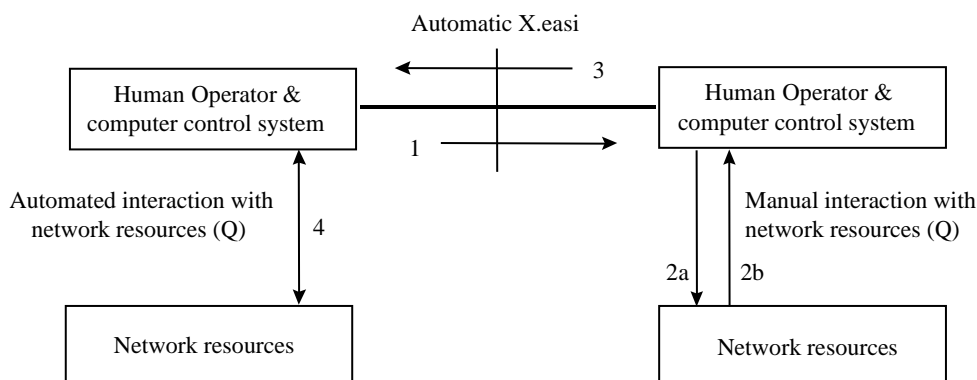 Automatic X.easi
3
Human Operator &
computer control system
Human Operator &
computer control system
1
Automated interaction with
network resources (Q)
4
Manual interaction with
network resources (Q)
2a
2b
Network resources
Network resources